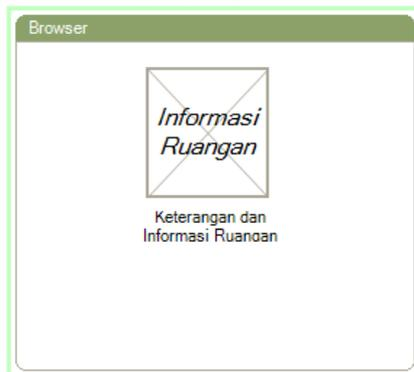 Browser
Informasi
Ruangan
Keterangan dan
Informasi Ruangan